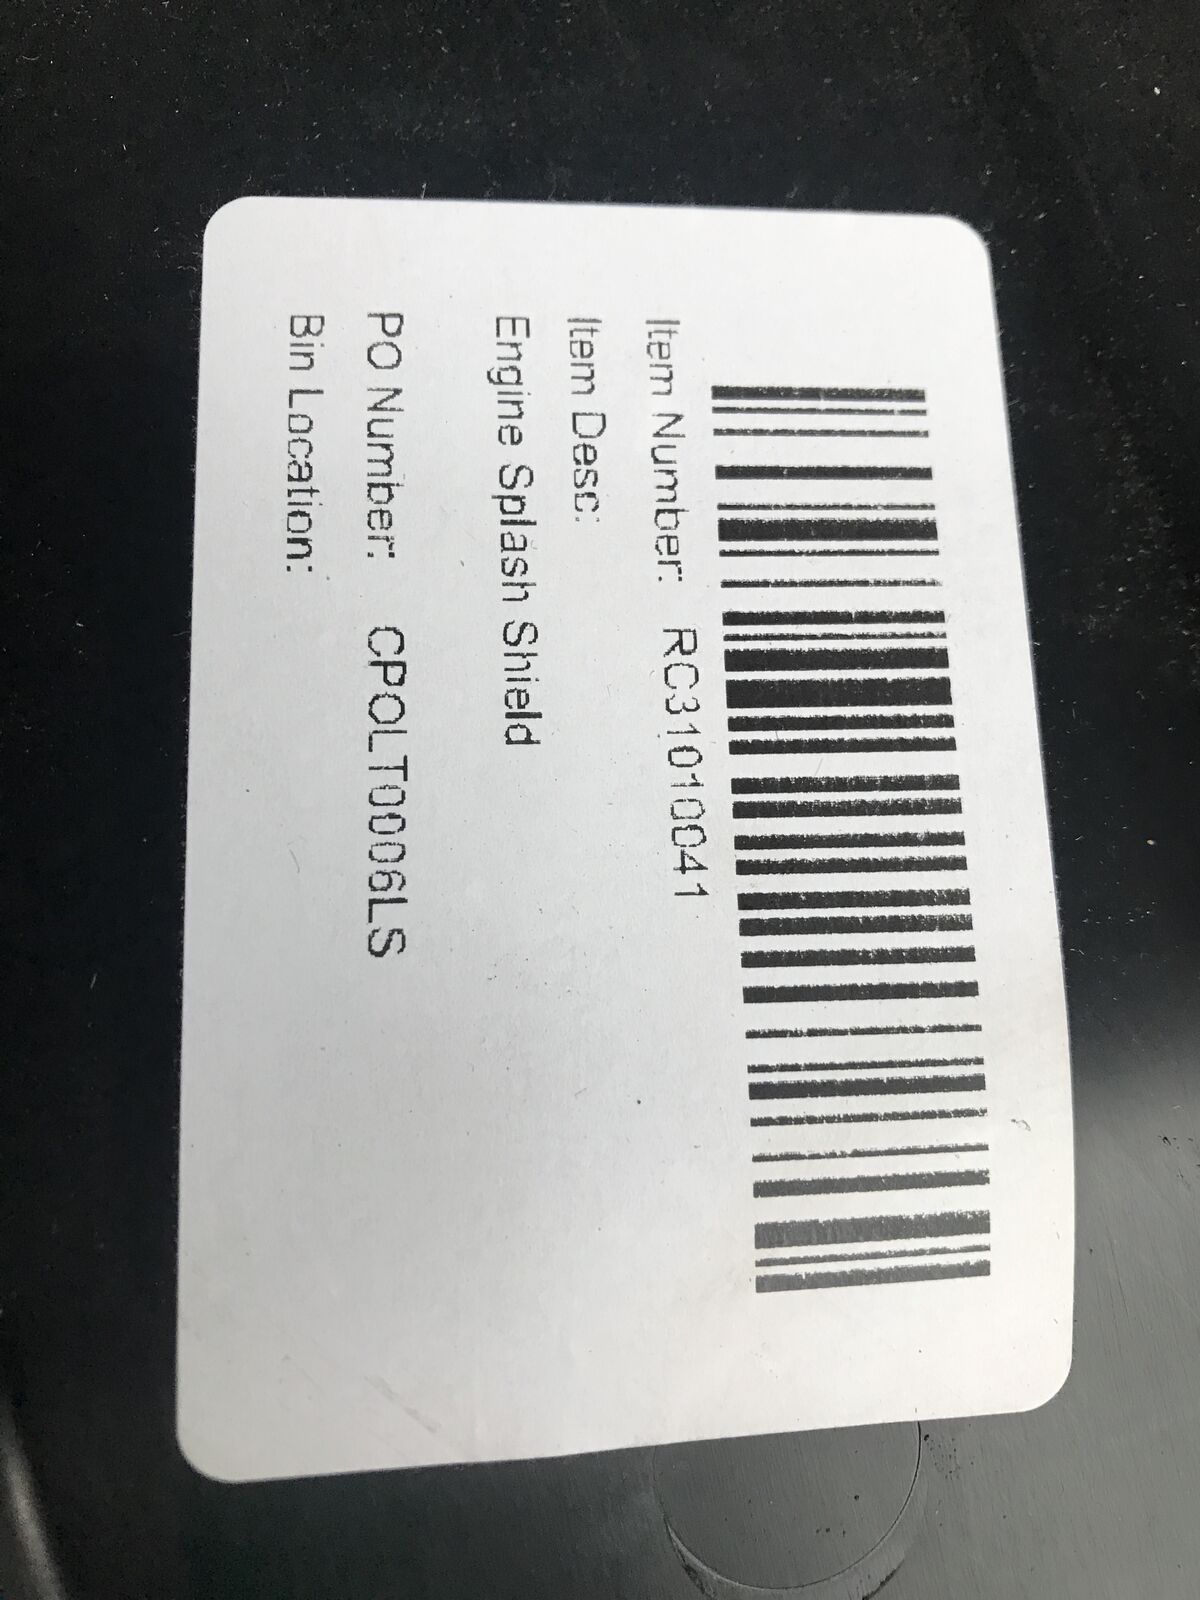 Item Number: RC31010041
Item Desc:
Engine Splash Shield
PO Number: CPOLT0006LS
Bin Location: